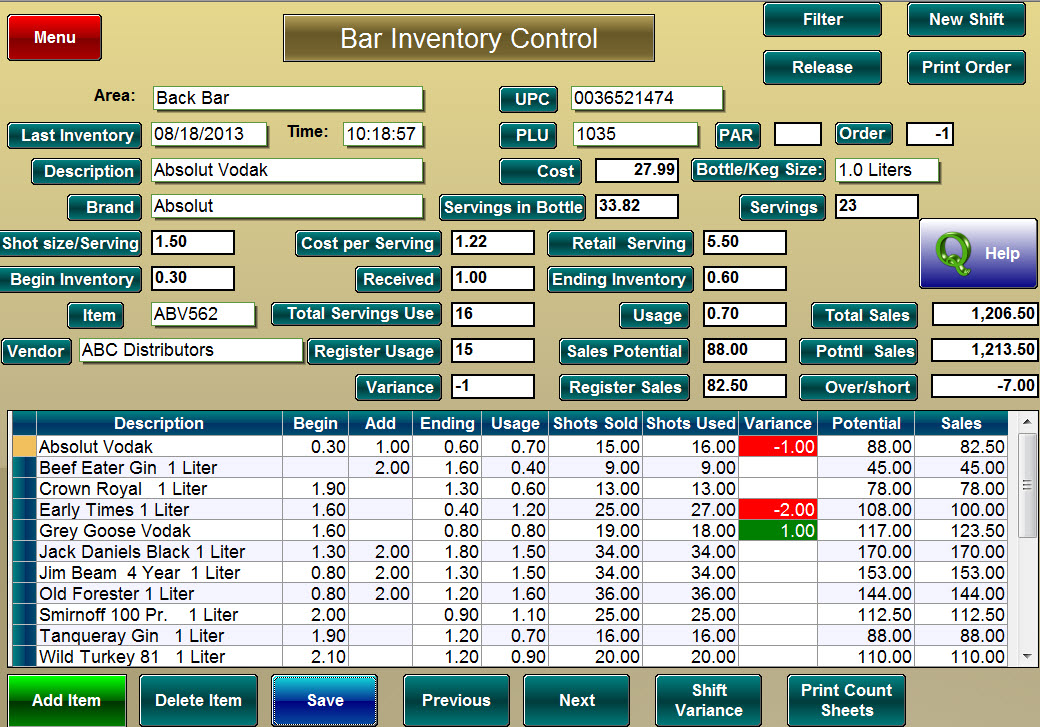 Menu
Bar Inventory Control
Filter New Shift
Release Print Order
Area: Back Bar UPC 0036521474
Last Inventory 08/18/2013 Time: 10:18:57 PLU 1035 PAR Order -1
Description Absolut Vodak Cost 27.99 Bottle/Keg Size: 1.0 Liters
Brand Absolut Servings in Bottle 33.82 Servings 23
Shot size/Serving 1.50 Cost per Serving 1.22 Retail Serving 5.50
Help
Begin Inventory 0.30 Received 1.00 Ending Inventory 0.60
Item ABV562 Total Servings Use 16 Usage 0.70 Total Sales 1,206.50
Vendor ABC Distributors Register Usage 15 Sales Potential 88.00 Potntl Sales 1,213.50
Variance -1 Register Sales 82.50 Over/short -7.00
Description Begin Add Ending Usage Shots Sold Shots Used Variance Potential Sales
Absolut Vodak 0.30 1.00 0.60 0.70 15.00 16.00 -1.00 88.00 82.50
Beef Eater Gin 1 Liter 2.00 1.60 0.40 9.00 9.00 45.00 45.00
Crown Royal 1 Liter 1.90 1.30 0.60 13.00 13.00 78.00 78.00
Early Times 1 Liter 1.60 0.40 1.20 25.00 27.00 -2.00 108.00 100.00
Grey Goose Vodak 1.60 0.80 0.80 19.00 18.00 1.00 117.00 123.50
Jack Daniels Black 1 Liter 1.30 2.00 1.80 1.50 34.00 34.00 170.00 170.00
Jim Beam 4 Year 1 Liter 0.80 2.00 1.30 1.50 34.00 34.00 153.00 153.00
Old Forester 1 Liter 0.80 2.00 1.20 1.60 36.00 36.00 144.00 144.00
Smirnoff 100 Pr. 1 Liter 2.00 0.90 1.10 25.00 25.00 112.50 112.50
Tanqueray Gin 1 Liter 1.90 1.20 0.70 16.00 16.00 88.00 88.00
Wild Turkey 81 1 Liter 2.10 1.20 0.90 20.00 20.00 110.00 110.00
Add Item Delete Item Save Previous Next Shift Variance Print Count Sheets